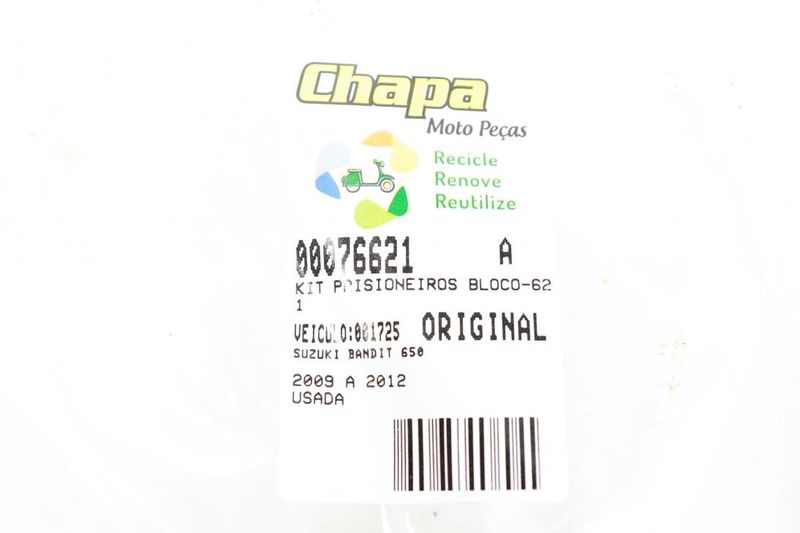 Chapa
Moto Peças
Recicle
Renove
Reutilize
00076621 A
KIT PRISIONEIROS BLOCO-62
1
VEICULO:001725 ORIGINAL
SUZUKI BANDIT 650
2009 A 2012
USADA